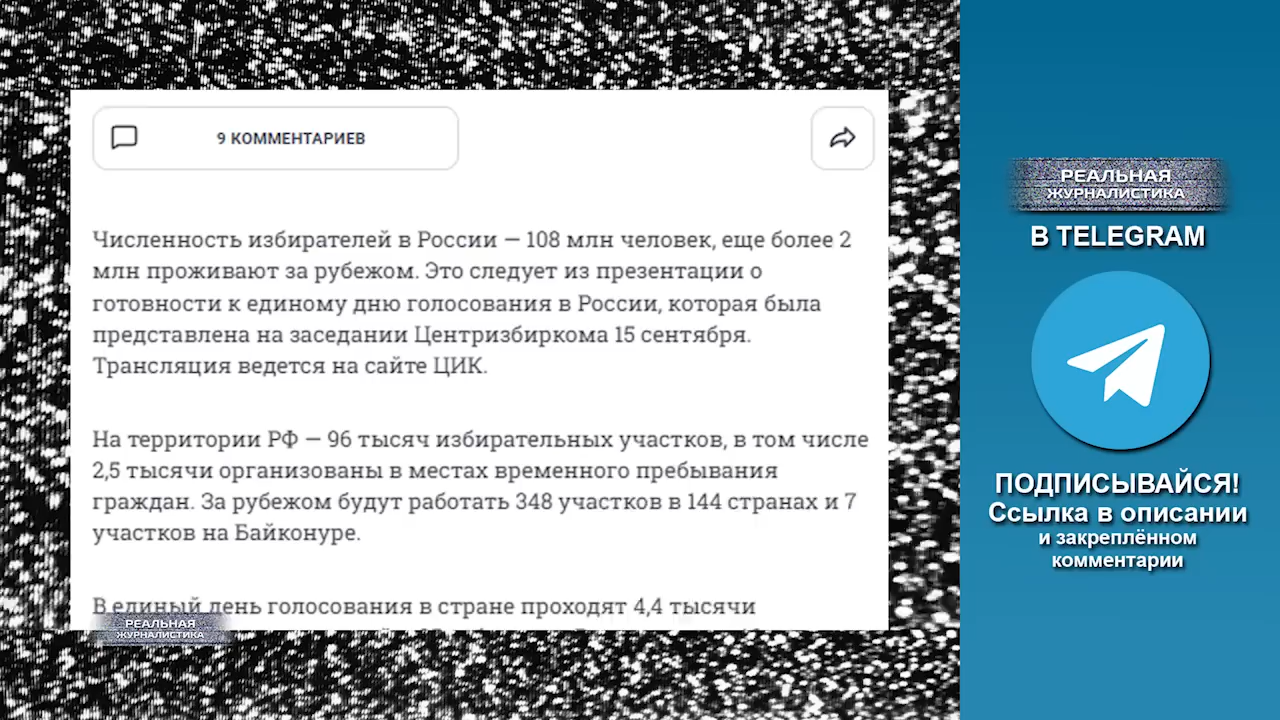 9 КОММЕНТАРИЕВ
Численность избирателей в России — 108 млн человек, еще более 2
млн проживают за рубежом. Это следует из презентации о
готовности к единому дню голосования в России, которая была
представлена на заседании Центризбиркома 15 сентября.
Трансляция ведется на сайте ЦИК.
На территории РФ — 96 тысяч избирательных участков, в том числе
2,5 тысячи организованы в местах временного пребывания
граждан. За рубежом будут работать 348 участков в 144 странах и 7
участков на Байконуре.
В единый день голосования в стране проходят 4,4 тысячи
РЕАЛЬНАЯ
ЖУРНАЛИСТИКА
РЕАЛЬНАЯ
ЖУРНАЛИСТИКА
В TELEGRAM
ПОДПИСЫВАЙСЯ!
Ссылка в описании
и закреплённом
комментарии